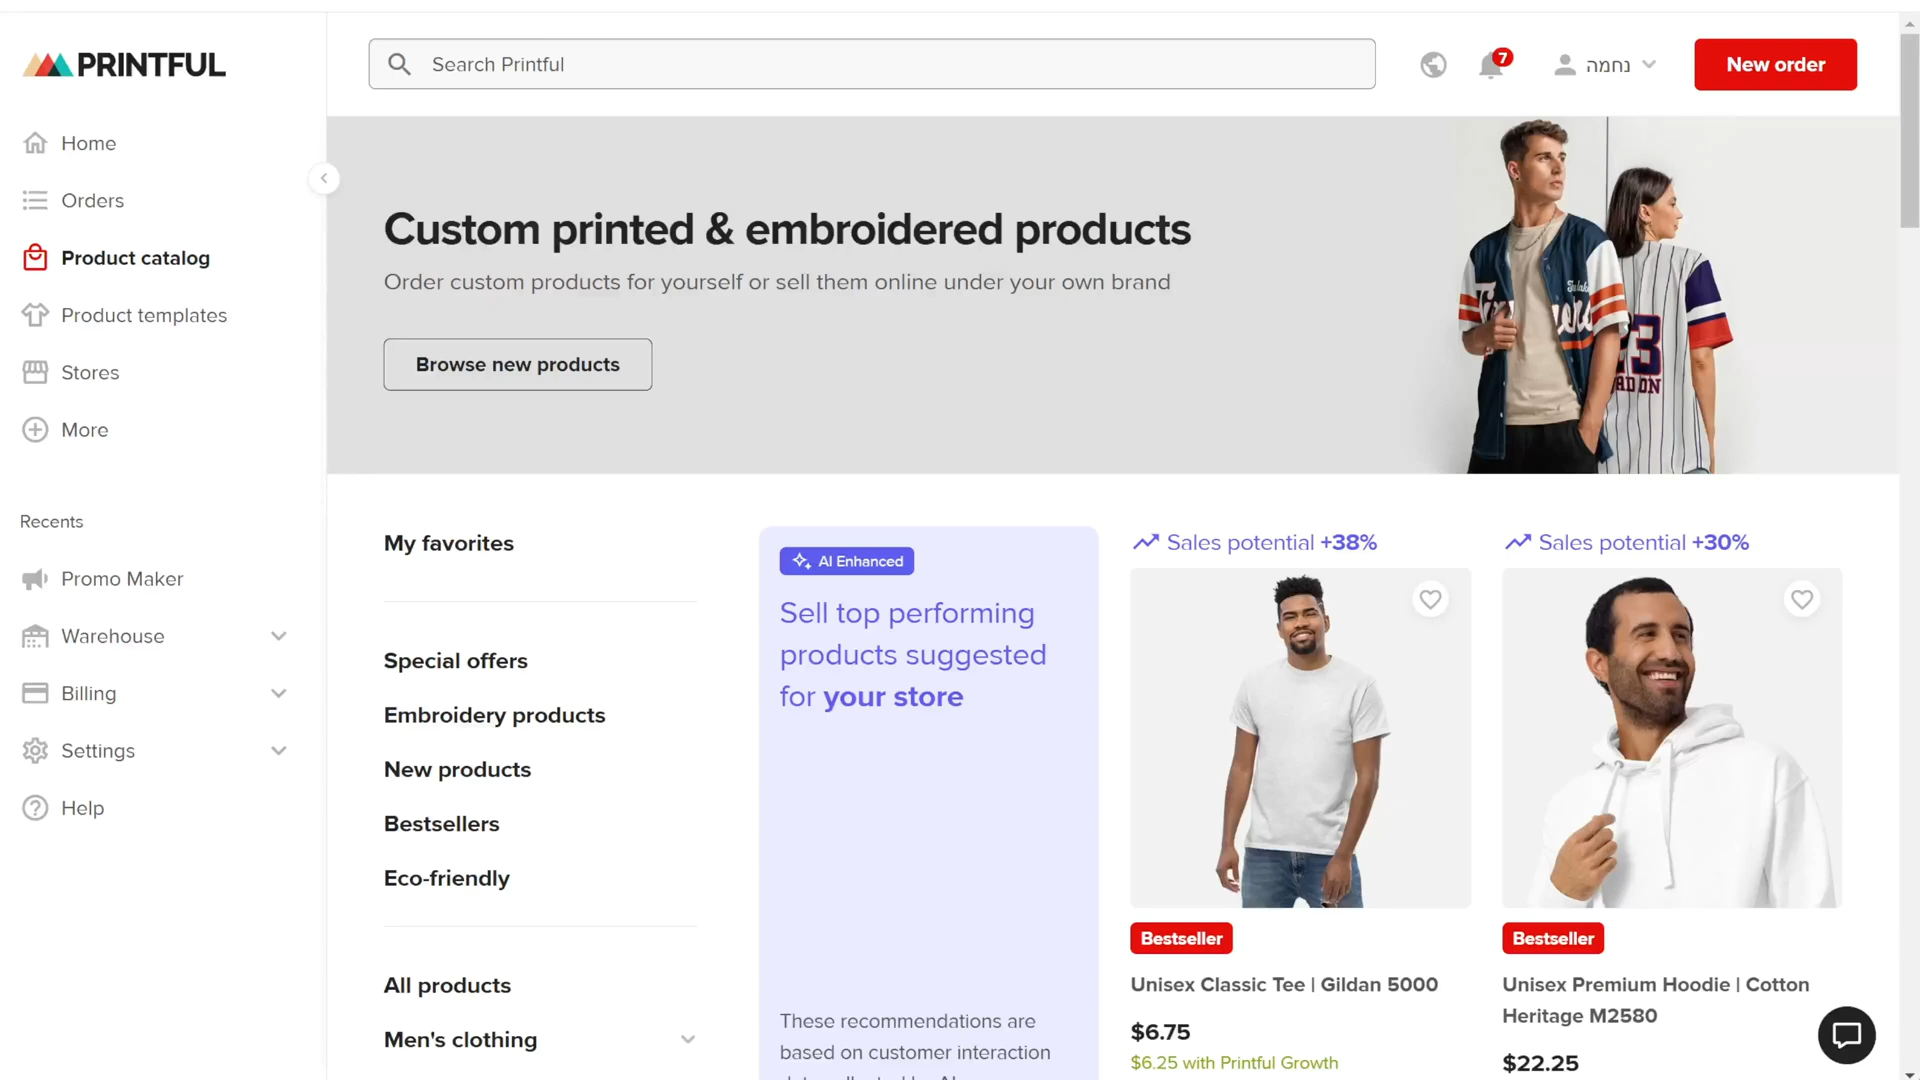 PRINTFUL
Search Printful
7
נחמה
New order
Home
Orders
Product catalog
Product templates
Stores
More
Recents
Promo Maker
Warehouse
Billing
Settings
Help
Custom printed & embroidered products
Order custom products for yourself or sell them online under your own brand
Browse new products
23
My favorites
Special offers
Embroidery products
New products
Bestsellers
Eco-friendly
All products
Men's clothing
AI Enhanced
Sell top performing
products suggested
for your store
These recommendations are
based on customer interaction
Sales potential +38%
Bestseller
Unisex Classic Tee | Gildan 5000
$6.75
$6.25 with Printful Growth
Sales potential +30%
Bestseller
Unisex Premium Hoodie | Cotton
Heritage M2580
$22.25